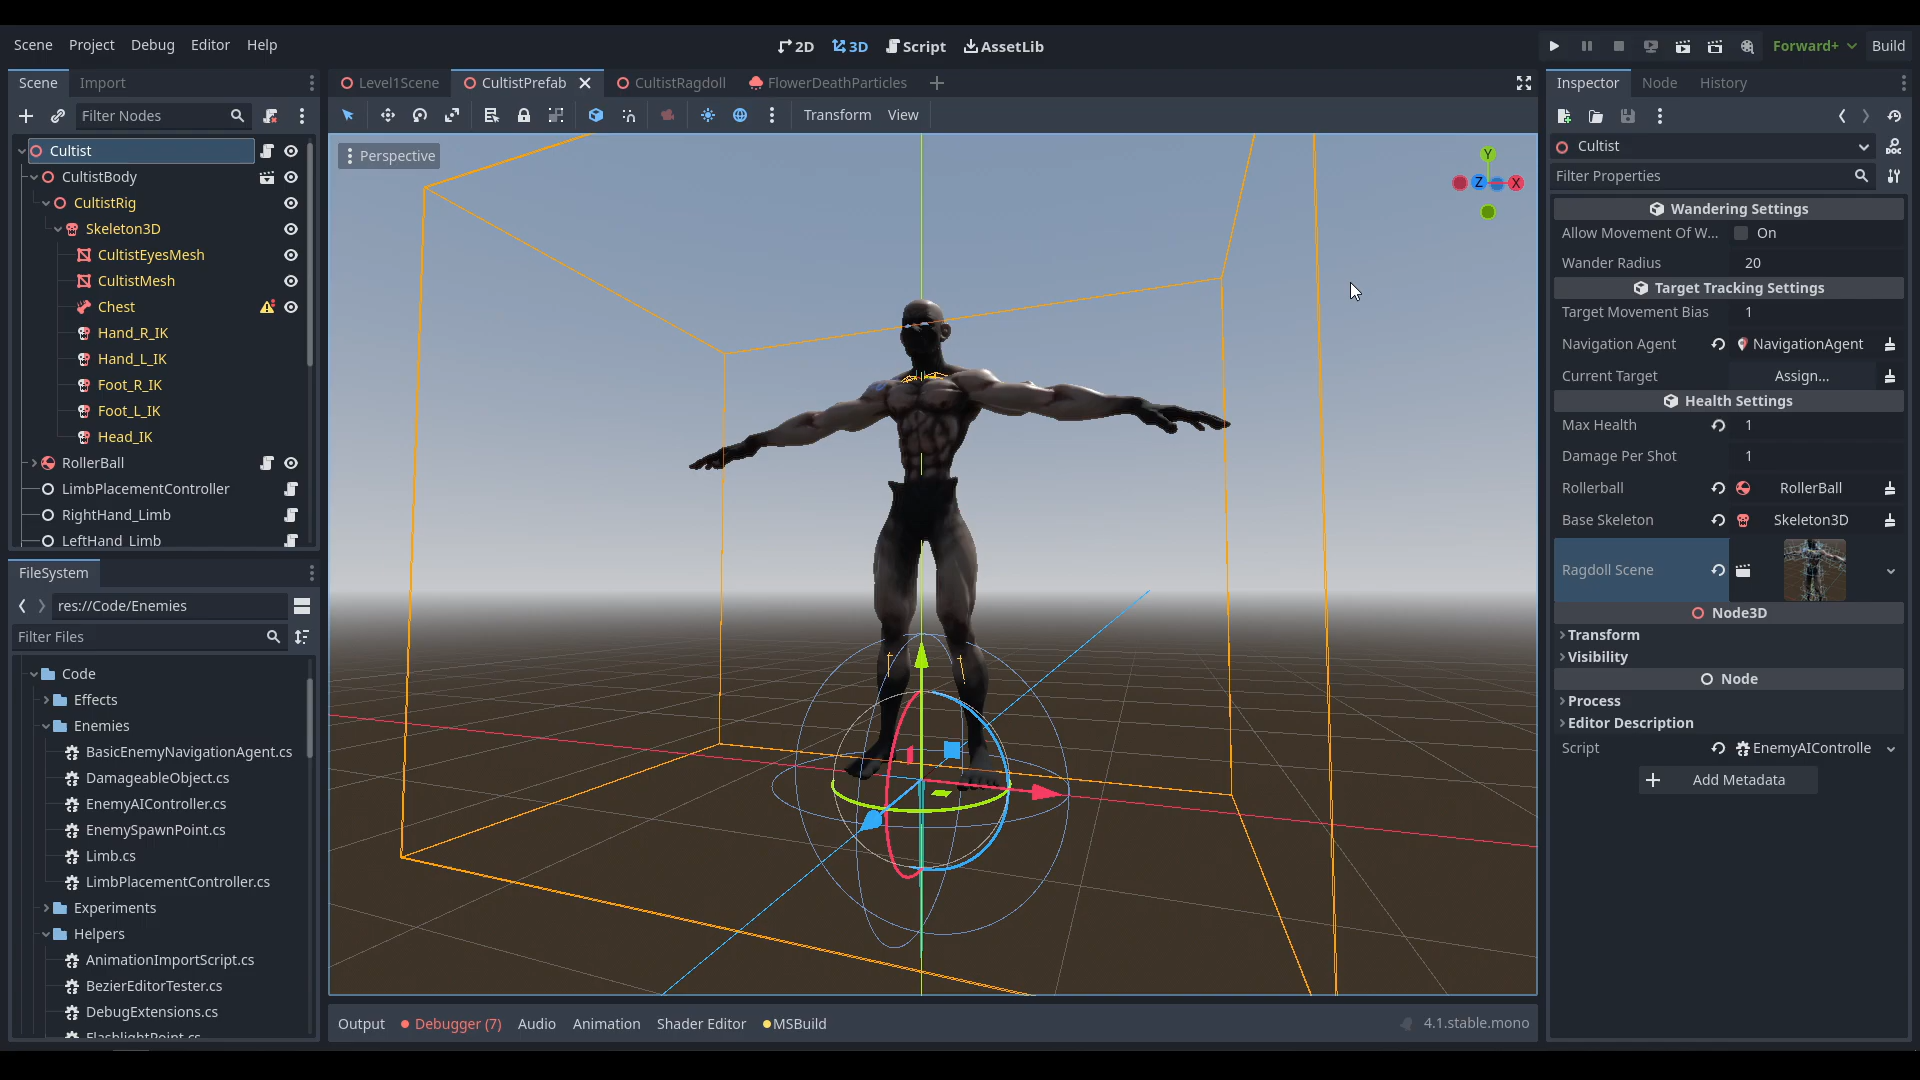 Scene Project Debug Editor Help
2D 3D Script AssetLib
Forward+ Build
Scene Import
Filter Nodes
Cultist
CultistBody
CultistRig
Skeleton3D
CultistEyesMesh
CultistMesh
Chest
Hand_R_IK
Hand_L_IK
Foot_R_IK
Foot_L_IK
Head_IK
RollerBall
LimbPlacementController
RightHand_Limb
LeftHand_Limb
FileSystem
res://Code/Enemies
Filter Files
Code
Effects
Enemies
BasicEnemyNavigationAgent.cs
DamageableObject.cs
EnemyAIController.cs
EnemySpawnPoint.cs
Limb.cs
LimbPlacementController.cs
Experiments
Helpers
AnimationImportScript.cs
BezierEditorTester.cs
DebugExtensions.cs
FlashlightPoint.cs
Level1Scene CultistPrefab CultistRagdoll FlowerDeathParticles
Transform View
Perspective
Y
Z X
Output Debugger (7) Audio Animation Shader Editor MSBuild
4.1.stable.mono
Inspector Node History
Cultist
Filter Properties
Wandering Settings
Allow Movement Of W... On
Wander Radius 20
Target Tracking Settings
Target Movement Bias 1
Navigation Agent NavigationAgent
Current Target Assign...
Health Settings
Max Health 1
Damage Per Shot 1
Rollerball RollerBall
Base Skeleton Skeleton3D
Ragdoll Scene
Node3D
Transform
Visibility
Node
Process
Editor Description
Script EnemyAIControlle
Add Metadata